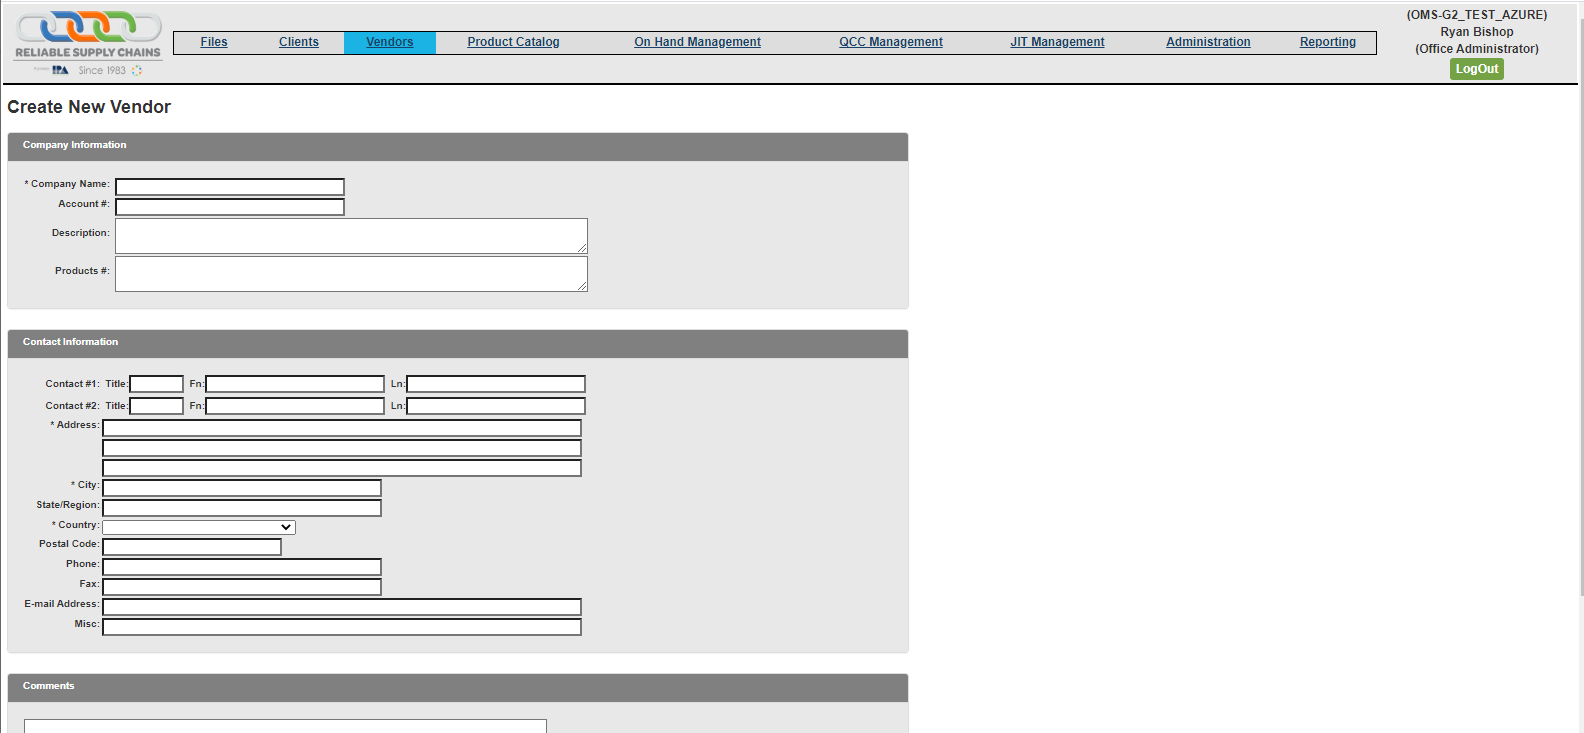 (OMS-G2_TEST_AZURE)
Ryan Bishop
(Office Administrator)
LogOut
RELIABLE SUPPLY CHAINS
IPA Since 1983
Files Clients Vendors Product Catalog On Hand Management QCC Management JIT Management Administration Reporting
Create New Vendor
Company Information
* Company Name:
Account #:
Description:
Products #:
Contact Information
Contact #1: Title: Fn: Ln:
Contact #2: Title: Fn: Ln:
* Address:
* City:
State/Region:
* Country:
Postal Code:
Phone:
Fax:
E-mail Address:
Misc:
Comments